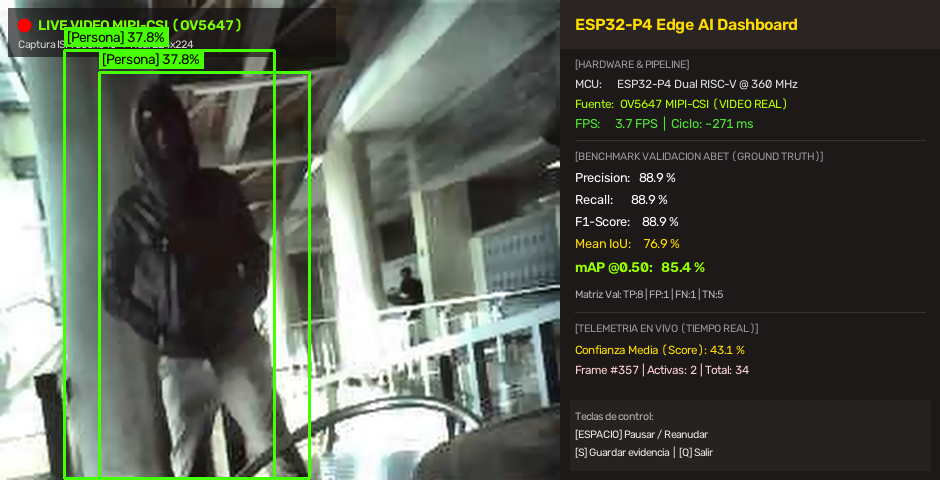 LIVE VIDEO MIPI-CSI (OV5647)
Captura IS
x224
[Persona] 37.8%
[Persona] 37.8%
ESP32-P4 Edge AI Dashboard
[HARDWARE & PIPELINE]
MCU: ESP32-P4 Dual RISC-V @ 360 MHz
Fuente: OV5647 MIPI-CSI (VIDEO REAL)
FPS: 3.7 FPS | Ciclo: ~271 ms
[BENCHMARK VALIDACION ABET (GROUND TRUTH)]
Precision: 88.9 %
Recall: 88.9 %
F1-Score: 88.9 %
Mean IoU: 76.9 %
mAP @0.50: 85.4 %
Matriz Val: TP:8 | FP:1 | FN:1 | TN:5
[TELEMETRIA EN VIVO (TIEMPO REAL)]
Confianza Media (Score): 43.1 %
Frame #357 | Activas: 2 | Total: 34
Teclas de control:
[ESPACIO] Pausar / Reanudar
[S] Guardar evidencia | [Q] Salir